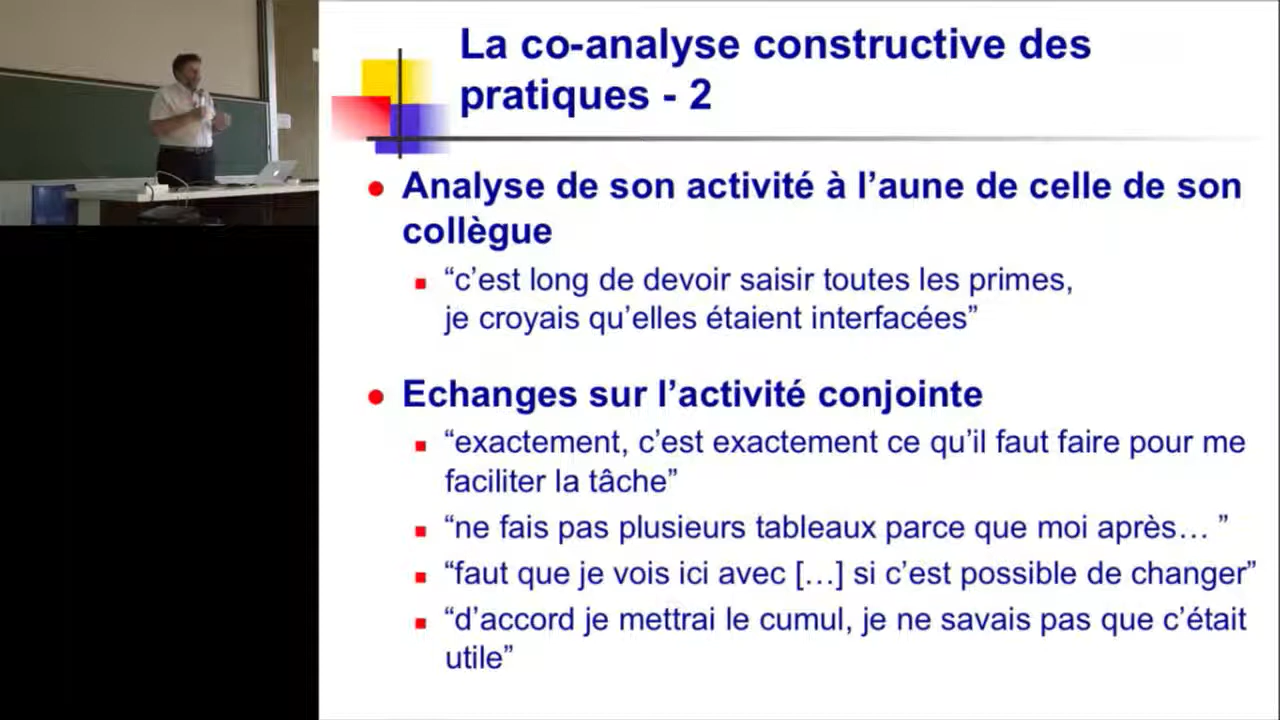 La co-analyse constructive des
pratiques - 2
Analyse de son activité à l’aune de celle de son
collègue
“c’est long de devoir saisir toutes les primes,
je croyais qu’elles étaient interfacées”
Echanges sur l’activité conjointe
“exactement, c’est exactement ce qu’il faut faire pour me
faciliter la tâche”
“ne fais pas plusieurs tableaux parce que moi après… ”
“faut que je vois ici avec […] si c’est possible de changer”
“d’accord je mettrai le cumul, je ne savais pas que c’était
utile”